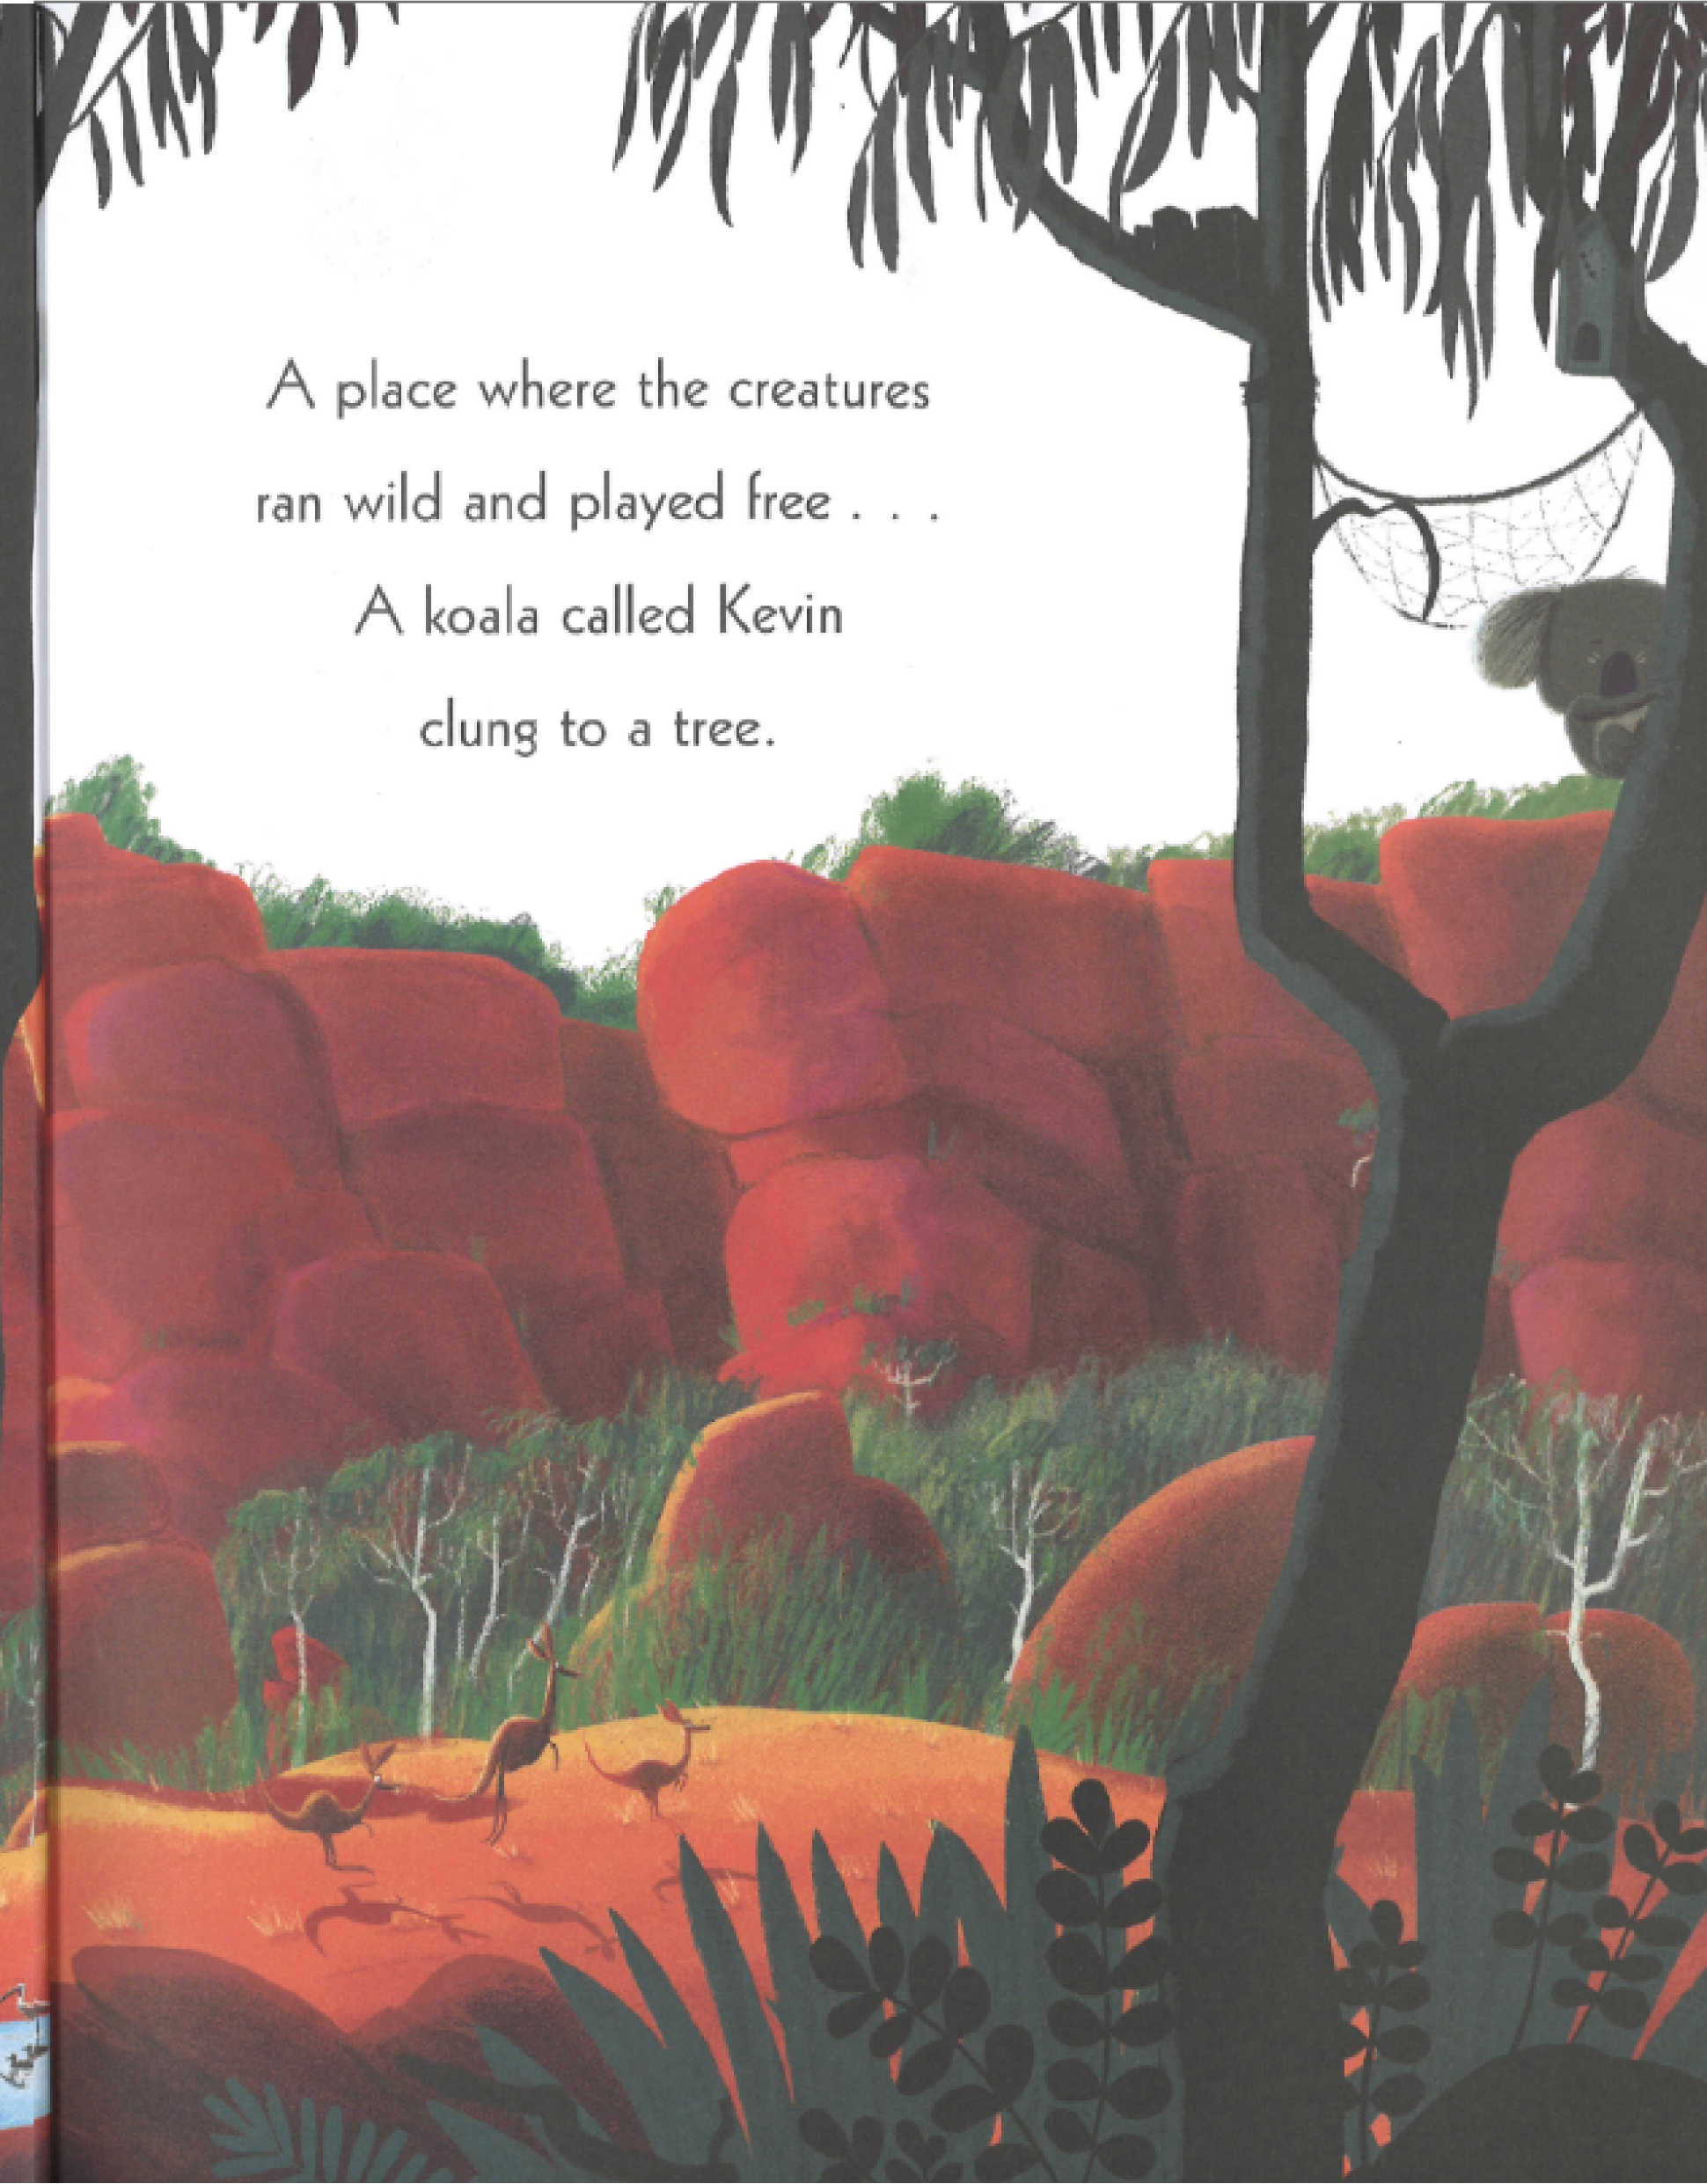 A place where the creatures
ran wild and played free . . .
A koala called Kevin
clung to a tree.